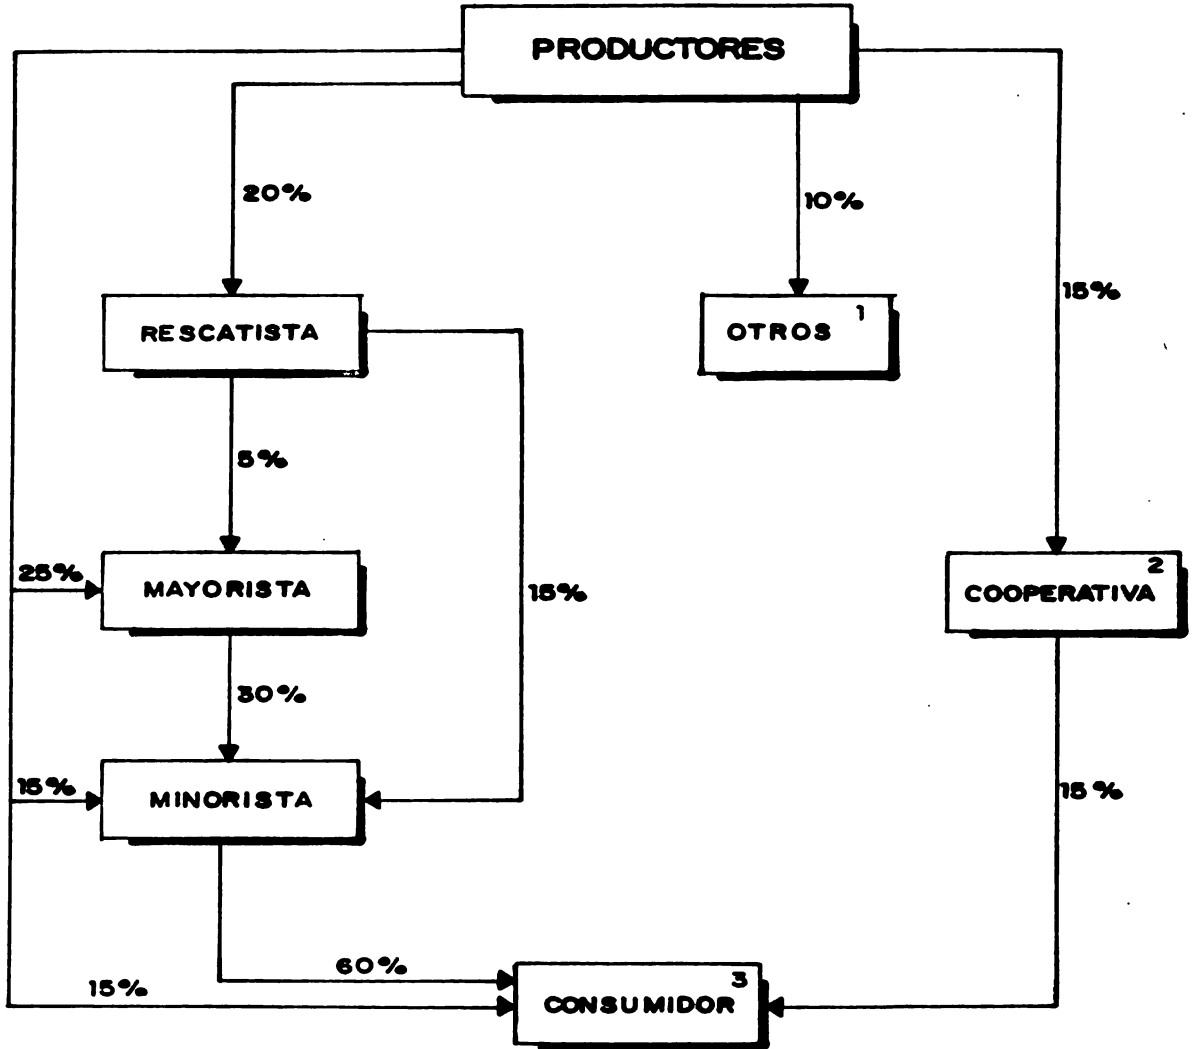 PRODUCTORES
20%
10%
15%
RESCATISTA
OTROS 1
5%
25%
MAYORISTA
15%
COOPERATIVA 2
30%
15%
MINORISTA
15%
60%
15%
CONSUMIDOR 3